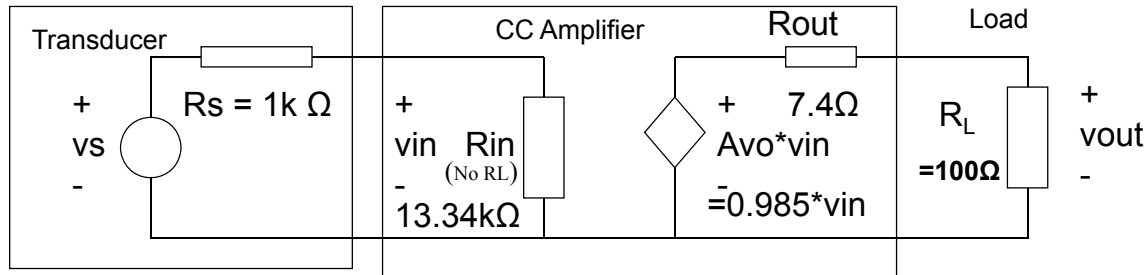 Transducer
CC Amplifier
Rout
Load
+
vs
-
Rs = 1k Ω
+
vin
-
Rin
(No RL)
13.34kΩ
+
7.4Ω
Avo*vin
-
=0.985*vin
RL
=100Ω
+
vout
-